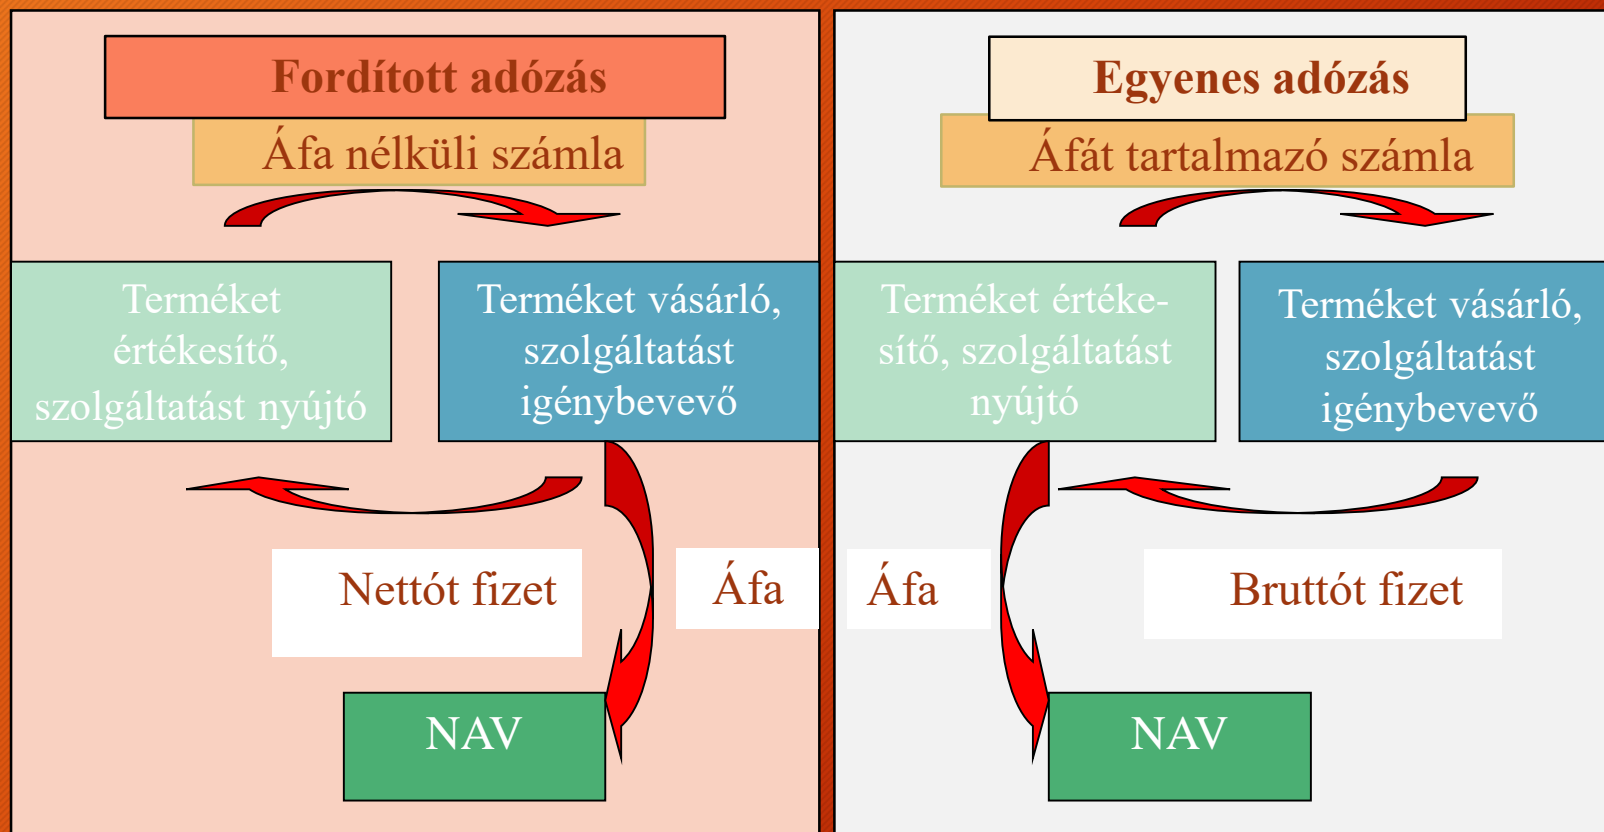 Fordított adózás
Áfa nélküli számla
Terméket
értékesítő,
szolgáltatást nyújtó
Terméket vásárló,
szolgáltatást
igénybevevő
Nettót fizet
Áfa
NAV
Egyenes adózás
Áfát tartalmazó számla
Terméket értéke-
sítő, szolgáltatást
nyújtó
Terméket vásárló,
szolgáltatást
igénybevevő
Áfa
Bruttót fizet
NAV